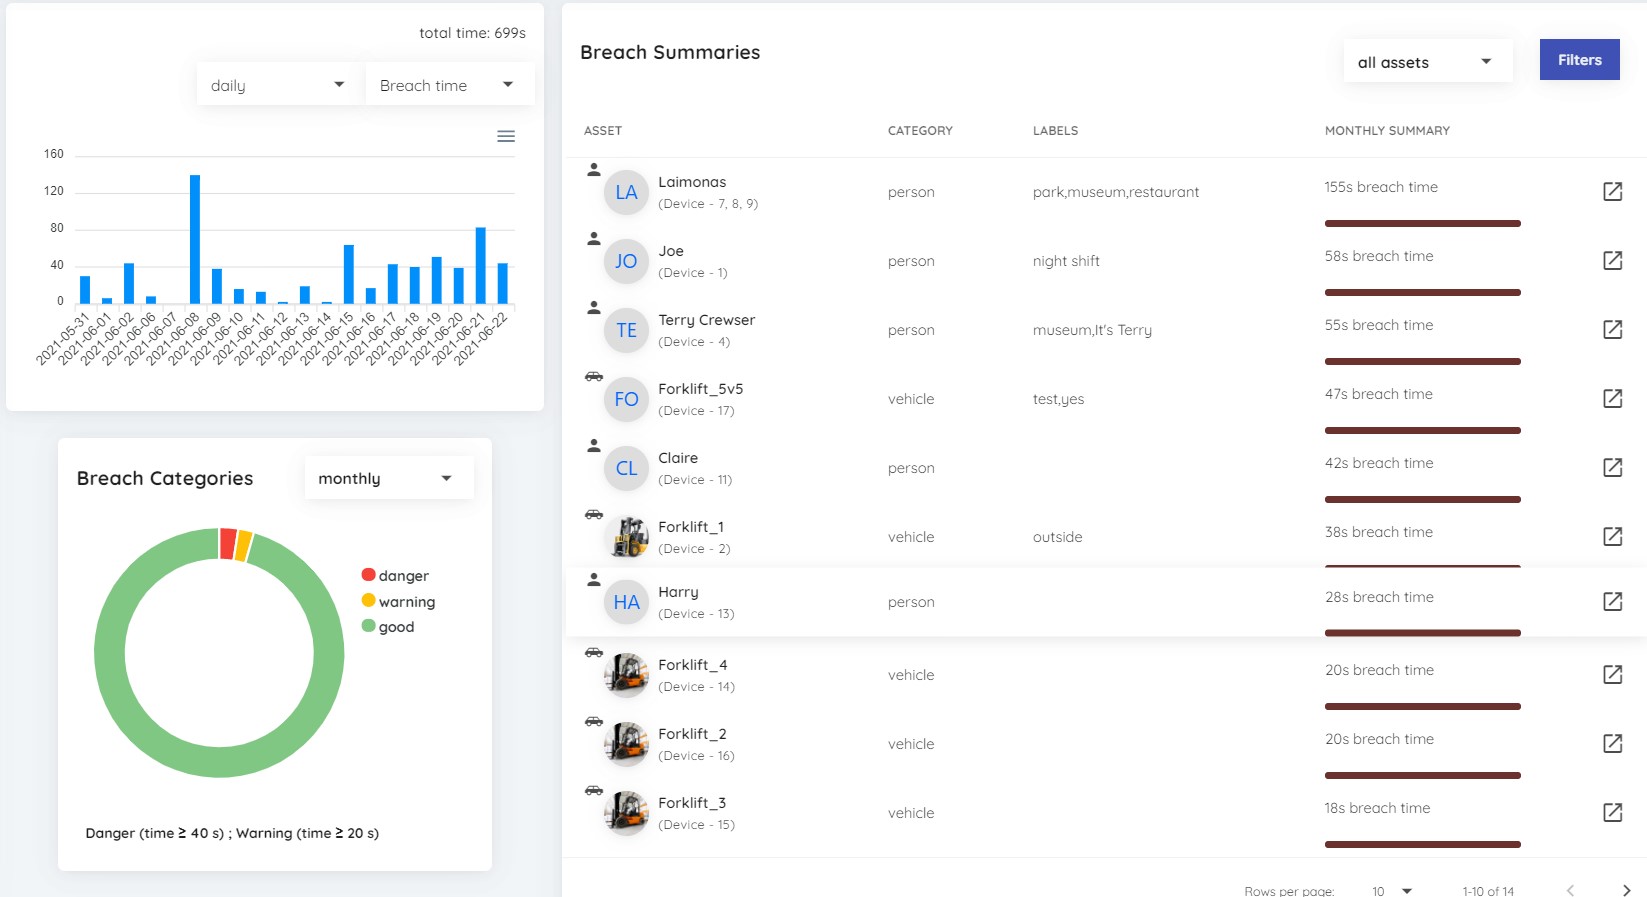 total time: 699s
daily
Breach time
160
120
80
40
0
2021-05-31
2021-06-01
2021-06-02
2021-06-06
2021-06-07
2021-06-08
2021-06-09
2021-06-10
2021-06-11
2021-06-12
2021-06-13
2021-06-14
2021-06-15
2021-06-16
2021-06-17
2021-06-18
2021-06-19
2021-06-20
2021-06-21
2021-06-22
Breach Categories
monthly
danger
warning
good
Danger (time ≥ 40 s) ; Warning (time ≥ 20 s)
Breach Summaries
all assets
Filters
ASSET CATEGORY LABELS MONTHLY SUMMARY
LA Laimonas
(Device - 7, 8, 9)
person park,museum,restaurant 155s breach time
JO Joe
(Device - 1)
person night shift 58s breach time
TE Terry Crewser
(Device - 4)
person museum,It's Terry 55s breach time
FO Forklift_5v5
(Device - 17)
vehicle test,yes 47s breach time
CL Claire
(Device - 11)
person 42s breach time
Forklift_1
(Device - 2)
vehicle outside 38s breach time
HA Harry
(Device - 13)
person 28s breach time
Forklift_4
(Device - 14)
vehicle 20s breach time
Forklift_2
(Device - 16)
vehicle 20s breach time
Forklift_3
(Device - 15)
vehicle 18s breach time
Rows per page: 10 1-10 of 14